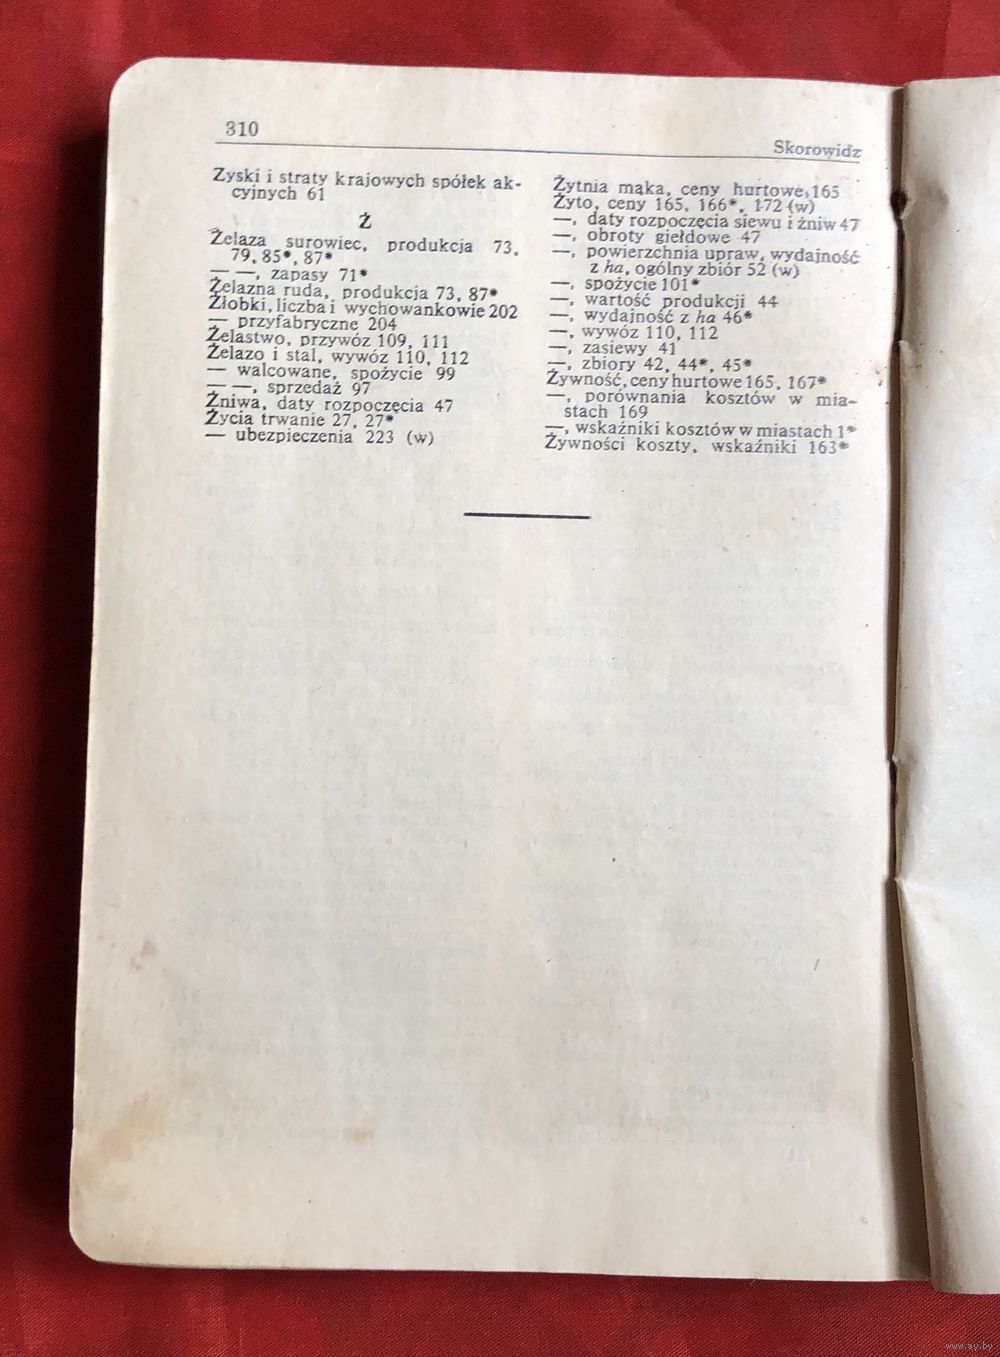 310
Skorowidz
Zyski i straty krajowych spółek ak-
cyjnych 61
Ż
Żelaza surowiec, produkcja 73,
79, 85*, 87*
— —, zapasy 71*
Żelazna ruda, produkcja 73, 87*
Żłobki, liczba i wychowankowie 202
— przyfabryczne 204
Żelastwo, przywóz 109, 111
Żelazo i stal, wywóz 110, 112
— walcowane, spożycie 99
— —, sprzedaż 97
Żniwa, daty rozpoczęcia 47
Życia trwanie 27, 27*
— ubezpieczenia 223 (w)
Żytnia mąka, ceny hurtowe, 165
Żyto, ceny 165, 166*, 172 (w)
—, daty rozpoczęcia siewu i żniw 47
—, obroty giełdowe 47
—, powierzchnia upraw, wydajność
z ha, ogólny zbiór 52 (w)
—, spożycie 101*
—, wartość produkcji 44
—, wydajność z ha 46*
—, wywóz 110, 112
—, zasiewy 41
—, zbiory 42, 44*, 45*
Żywność, ceny hurtowe 165, 167*
—, porównania kosztów w mia-
stach 169
—, wskaźniki kosztów w miastach 1*
Żywności koszty, wskaźniki 163*
www.ay.by